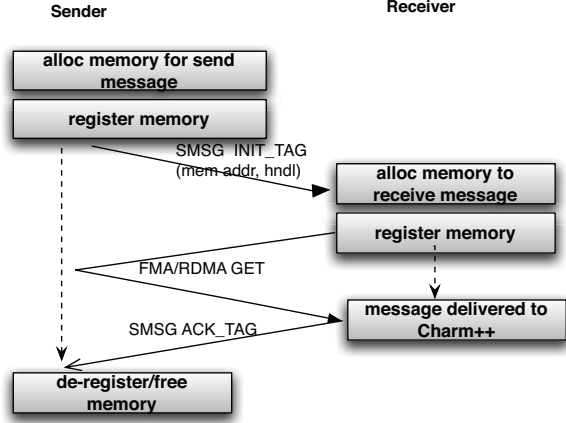 Sender
Receiver
alloc memory for send
message
register memory
SMSG INIT_TAG
(mem addr, hndl)
alloc memory to
receive message
register memory
FMA/RDMA GET
message delivered to
Charm++
SMSG ACK_TAG
de-register/free
memory